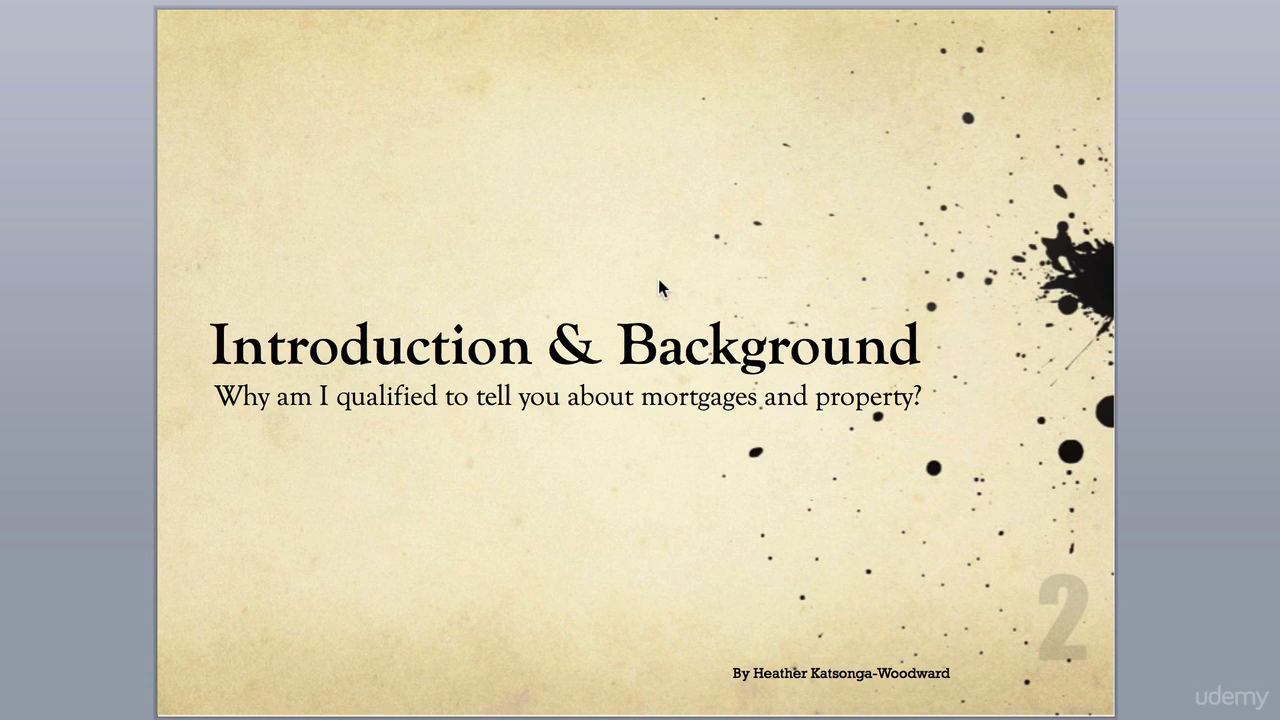 Introduction & Background
Why am I qualified to tell you about mortgages and property?
2
By Heather Katsonga-Woodward
udemy